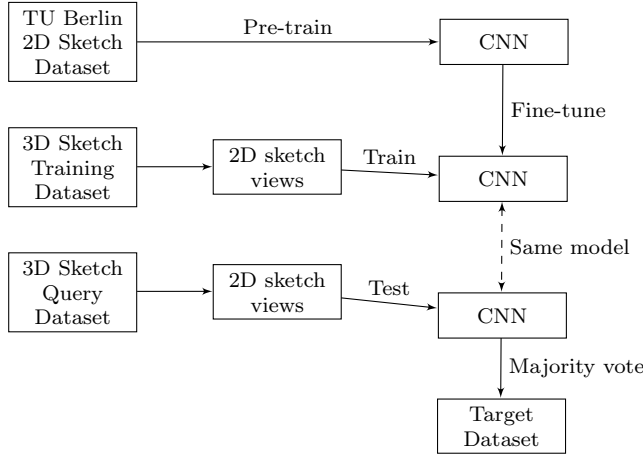 TU Berlin
2D Sketch
Dataset
Pre-train
CNN
Fine-tune
3D Sketch
Training
Dataset
2D sketch
views
Train
CNN
Same model
3D Sketch
Query
Dataset
2D sketch
views
Test
CNN
Majority vote
Target
Dataset